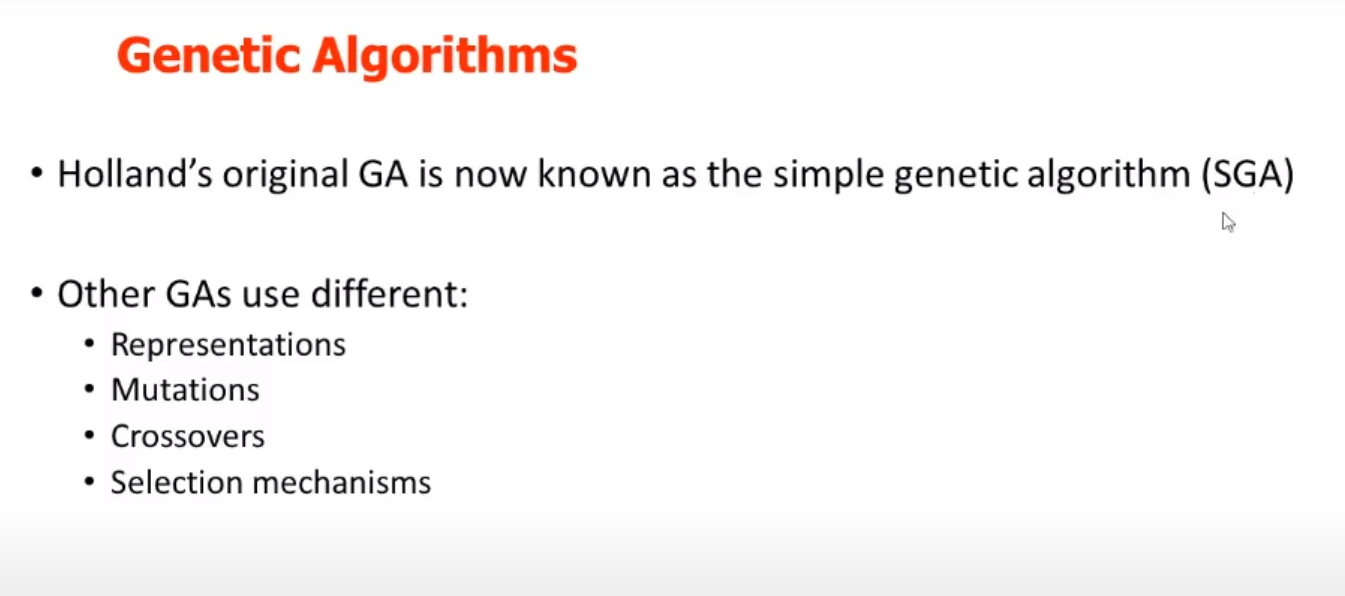 Genetic Algorithms
• Holland's original GA is now known as the simple genetic algorithm (SGA)
• Other GAs use different:
• Representations
• Mutations
• Crossovers
• Selection mechanisms